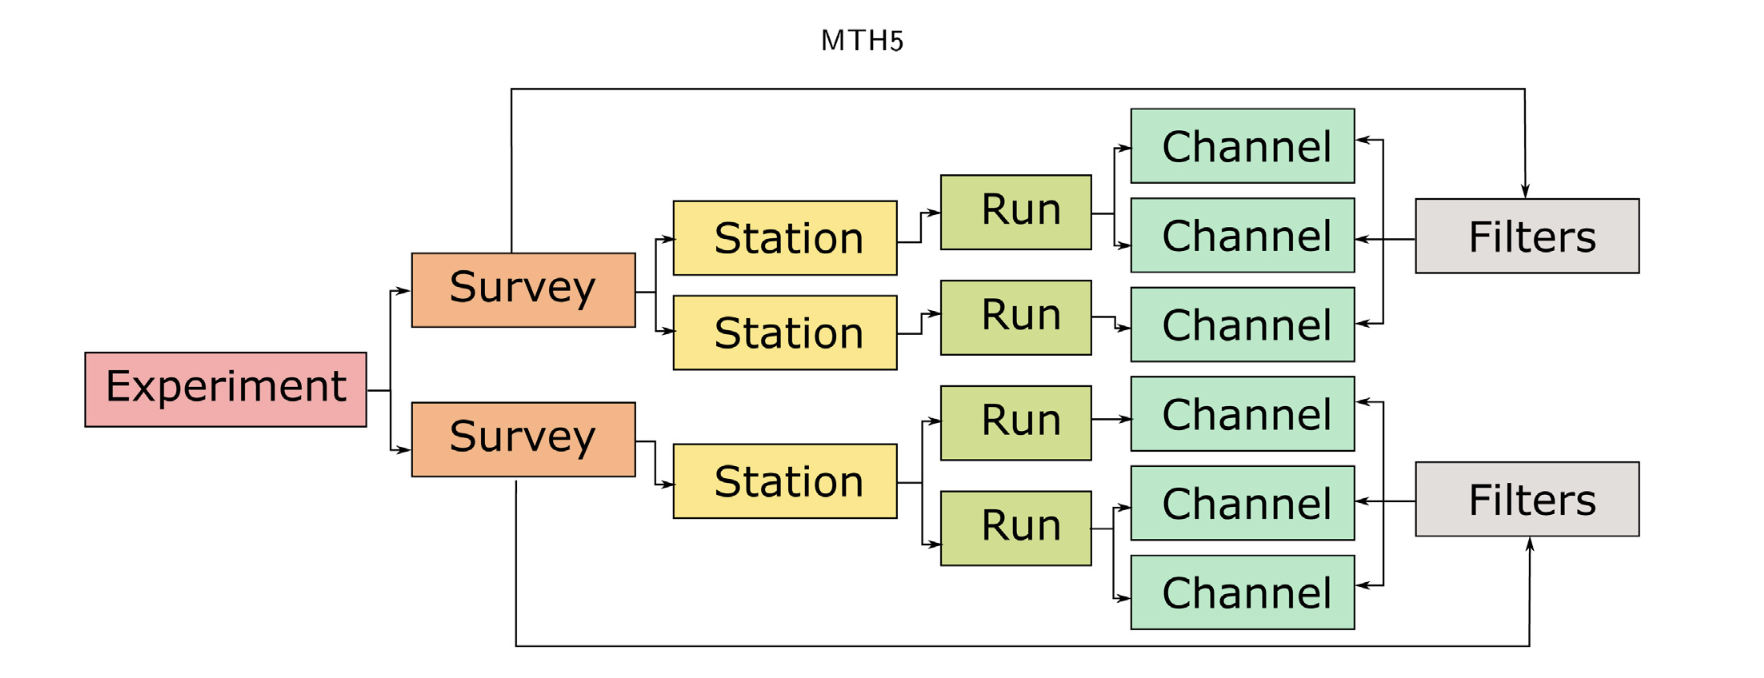 MTH5
Channel
Run
Station
Channel
Filters
Survey
Run
Station
Channel
Experiment
Run
Channel
Survey
Station
Channel
Filters
Run
Channel